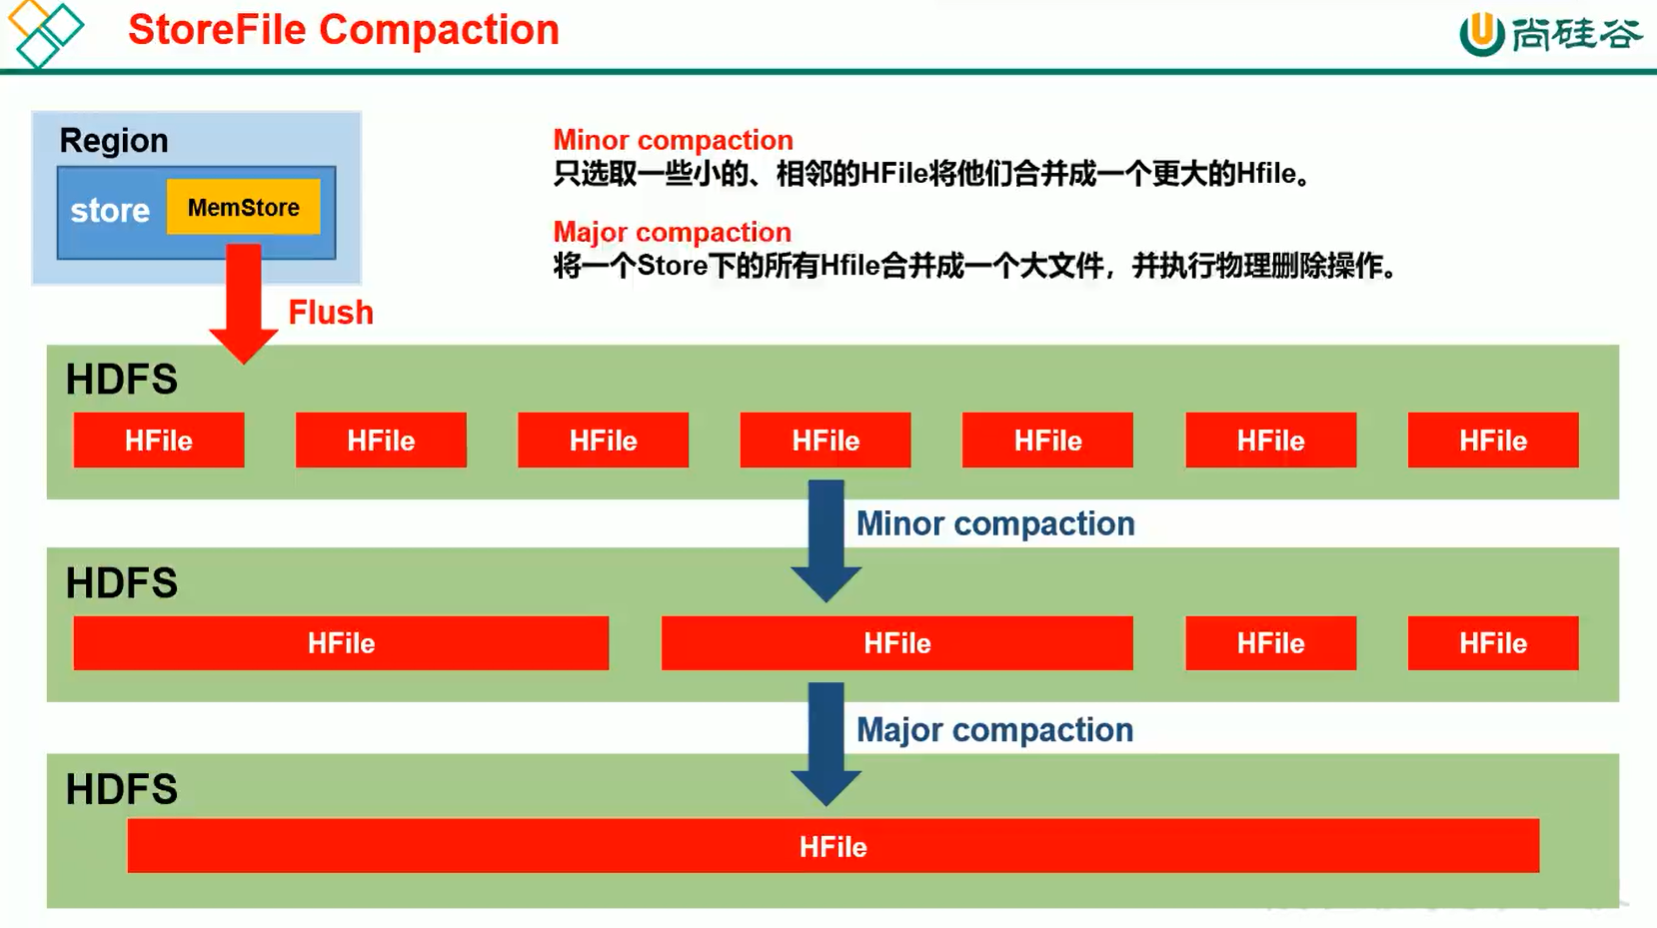 StoreFile Compaction
尚硅谷
Region
store
MemStore
Flush
Minor compaction
只选取一些小的、相邻的HFile将他们合并成一个更大的Hfile。
Major compaction
将一个Store下的所有Hfile合并成一个大文件，并执行物理删除操作。
HDFS
HFile HFile HFile HFile HFile HFile HFile
Minor compaction
HDFS
HFile HFile HFile HFile
Major compaction
HDFS
HFile